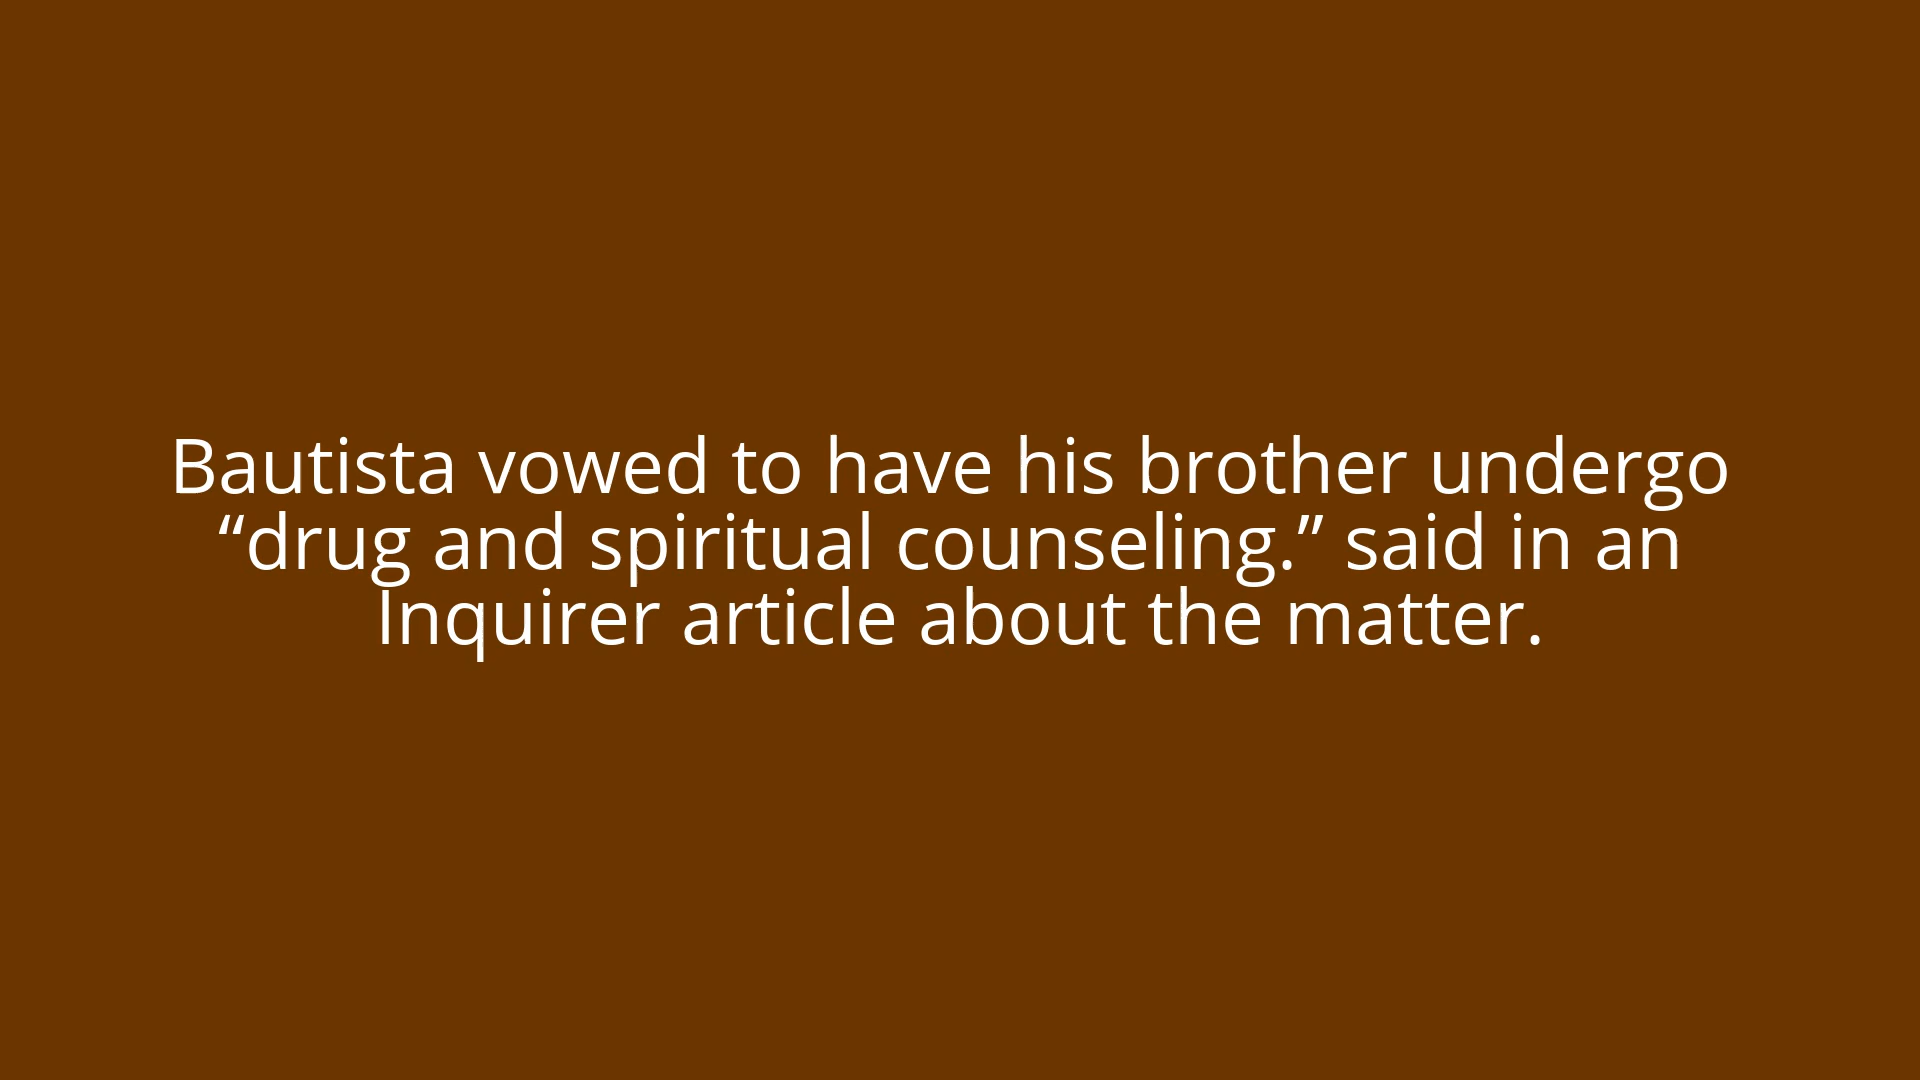 Bautista vowed to have his brother undergo
“drug and spiritual counseling.” said in an
Inquirer article about the matter.